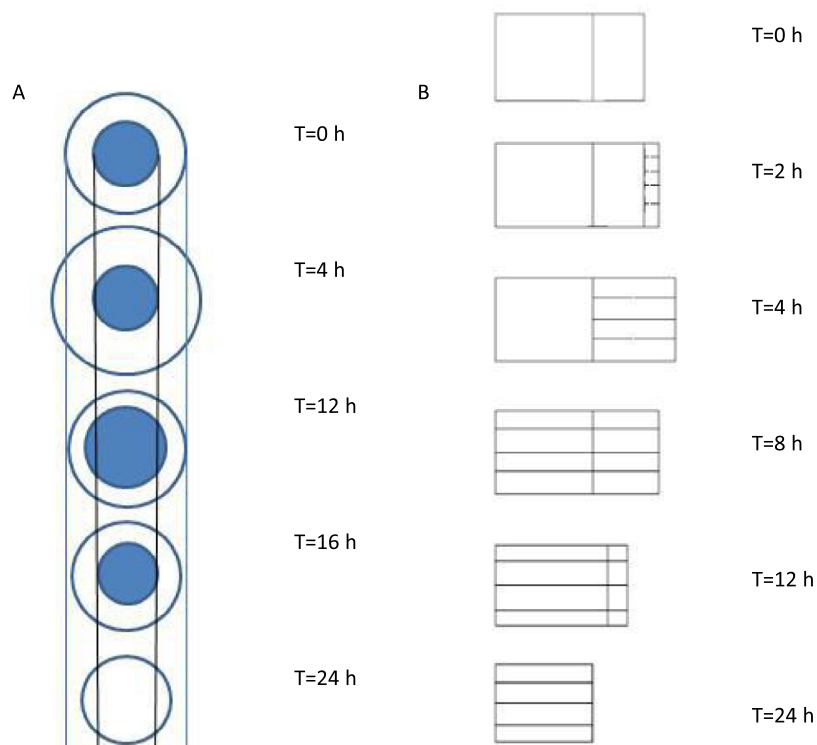 A
T=0 h
T=4 h
T=12 h
T=16 h
T=24 h
B
T=0 h
T=2 h
T=4 h
T=8 h
T=12 h
T=24 h